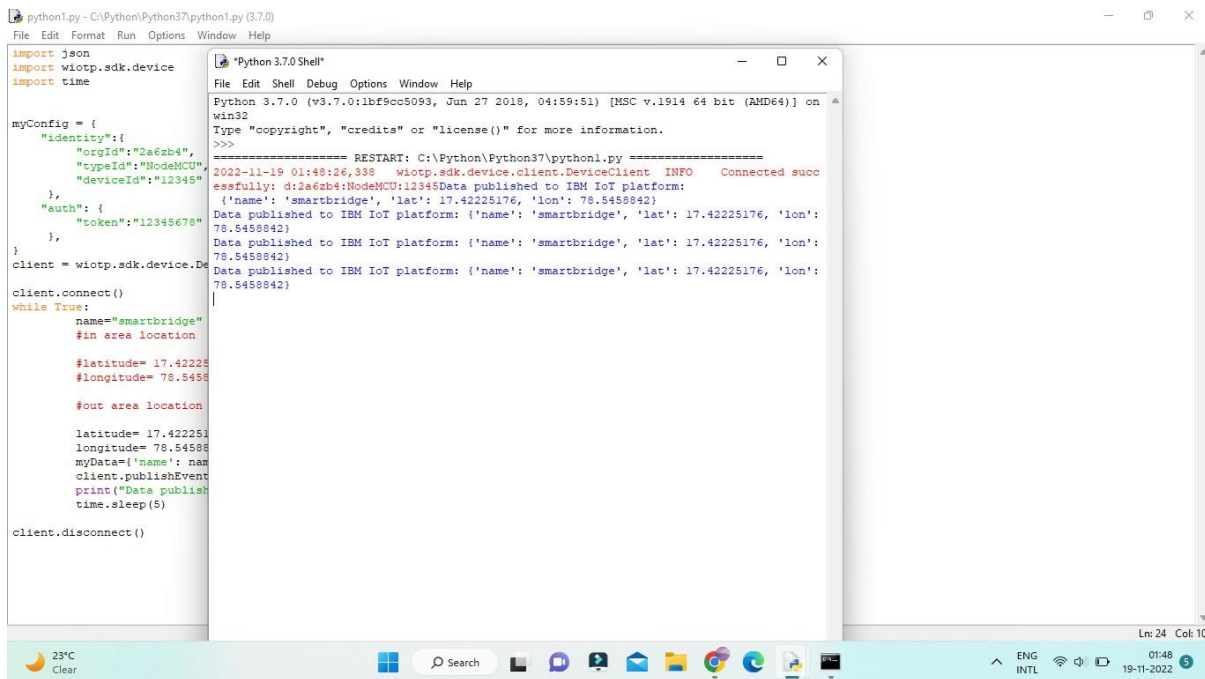 python1.py - C:\Python\Python37\python1.py (3.7.0)
File Edit Format Run Options Window Help
import json
import wiotp.sdk.device
import time
myConfig = {
"identity":{
"orgId":"2a6zb4",
"typeId":"NodeMCU",
"deviceId":"12345"
},
"auth": {
"token":"12345678"
},
}
client = wiotp.sdk.device.De
client.connect()
while True:
name="smartbridge"
#in area location
#latitude= 17.42225
#longitude= 78.5458
#out area location
latitude= 17.422251
longitude= 78.54588
myData={'name': nam
client.publishEvent
print("Data publish
time.sleep(5)
client.disconnect()
*Python 3.7.0 Shell*
File Edit Shell Debug Options Window Help
Python 3.7.0 (v3.7.0:1bf9cc5093, Jun 27 2018, 04:59:51) [MSC v.1914 64 bit (AMD64)] on
win32
Type "copyright", "credits" or "license()" for more information.
>>>
=================== RESTART: C:\Python\Python37\python1.py ===================
2022-11-19 01:48:26,338 wiotp.sdk.device.client.DeviceClient INFO Connected succ
essfully: d:2a6zb4:NodeMCU:12345Data published to IBM IoT platform:
{'name': 'smartbridge', 'lat': 17.42225176, 'lon': 78.5458842}
Data published to IBM IoT platform: {'name': 'smartbridge', 'lat': 17.42225176, 'lon':
78.5458842}
Data published to IBM IoT platform: {'name': 'smartbridge', 'lat': 17.42225176, 'lon':
78.5458842}
Data published to IBM IoT platform: {'name': 'smartbridge', 'lat': 17.42225176, 'lon':
78.5458842}
Ln: 24 Col: 10
23°C
Clear
Search
ENG
INTL
01:48
19-11-2022
5